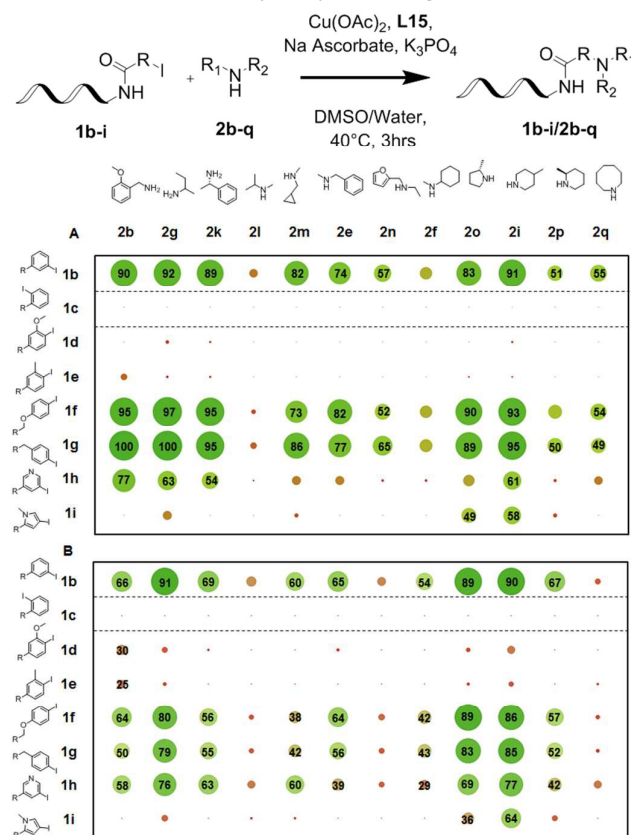 Cu(OAc)2, L15,
Na Ascorbate, K3PO4
DMSO/Water,
40°C, 3hrs
O R I NH
1b-i
+
R1 N H R2
2b-q
O R N R1 R2 NH
1b-i/2b-q
A 2b 2g 2k 2l 2m 2e 2n 2f 2o 2i 2p 2q
1b 90 92 89 82 74 57 83 91 51 55
1c
1d
1e
1f 95 97 95 73 82 52 90 93 54
1g 100 100 95 86 77 65 89 95 50 49
1h 77 63 54 61
1i 49 58
B
1b 66 91 69 60 65 54 89 90 67
1c
1d 30
1e 25
1f 64 80 56 38 64 42 89 86 57
1g 50 79 55 42 56 43 83 85 52
1h 58 76 63 60 39 29 69 77 42
1i 36 64